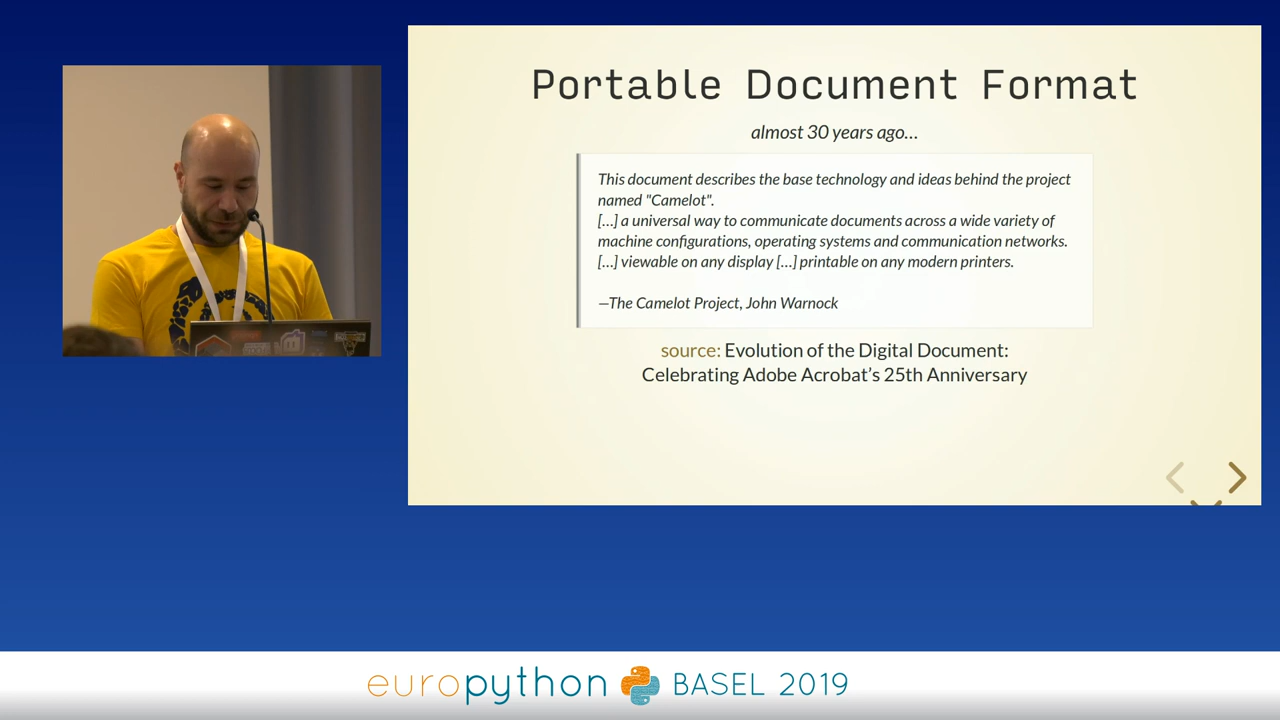 Portable Document Format
almost 30 years ago...
This document describes the base technology and ideas behind the project
named "Camelot".
[...] a universal way to communicate documents across a wide variety of
machine configurations, operating systems and communication networks.
[...] viewable on any display [...] printable on any modern printers.
—The Camelot Project, John Warnock
source: Evolution of the Digital Document:
Celebrating Adobe Acrobat's 25th Anniversary
europython BASEL 2019